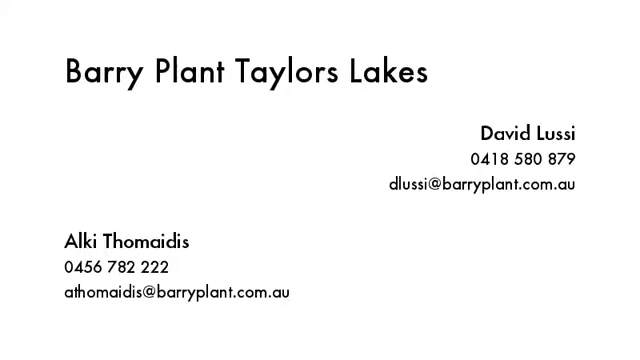 Barry Plant Taylors Lakes
David Lussi
0418 580 879
dlussi@barryplant.com.au
Alki Thomaidis
0456 782 222
athomaidis@barryplant.com.au